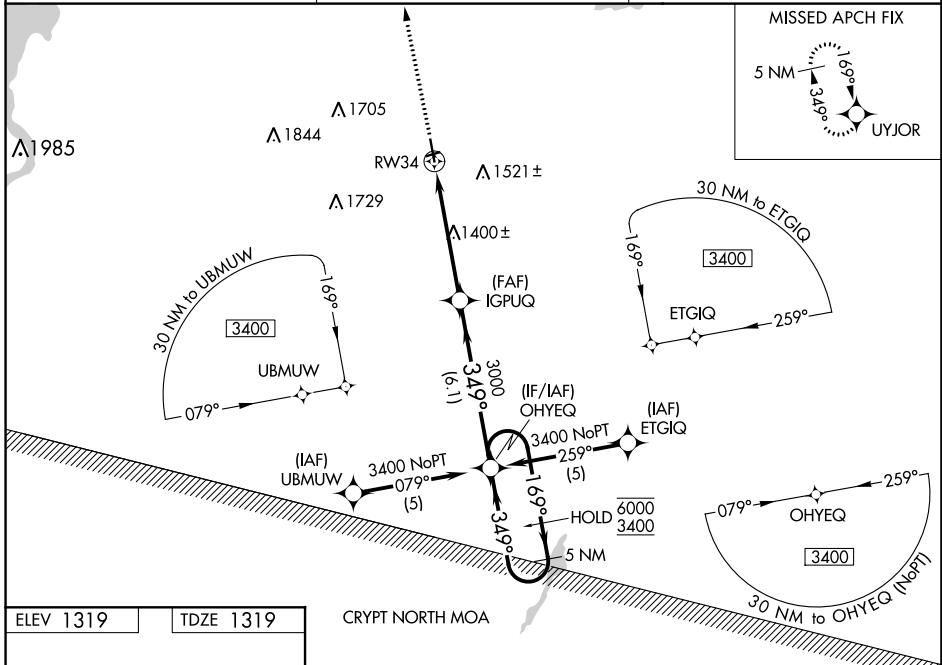 MISSED APCH FIX
5 NM
169°
349°
UYJOR
1705
1844
1985
RW34
1521±
1729
1400±
30 NM to ETGIQ
169°
3400
ETGIQ
259°
30 NM to UBMUW
169°
3400
UBMUW
079°
(FAF)
IGPUQ
3000
349°
(6.1)
(IF/IAF)
OHYEQ
(IAF)
ETGIQ
3400 NoPT
259°
(5)
(IAF)
UBMUW
3400 NoPT
079°
(5)
169°
349°
HOLD
6000
3400
5 NM
079°
259°
OHYEQ
3400
30 NM to OHYEQ (NoPT)
CRYPT NORTH MOA
ELEV 1319
TDZE 1319